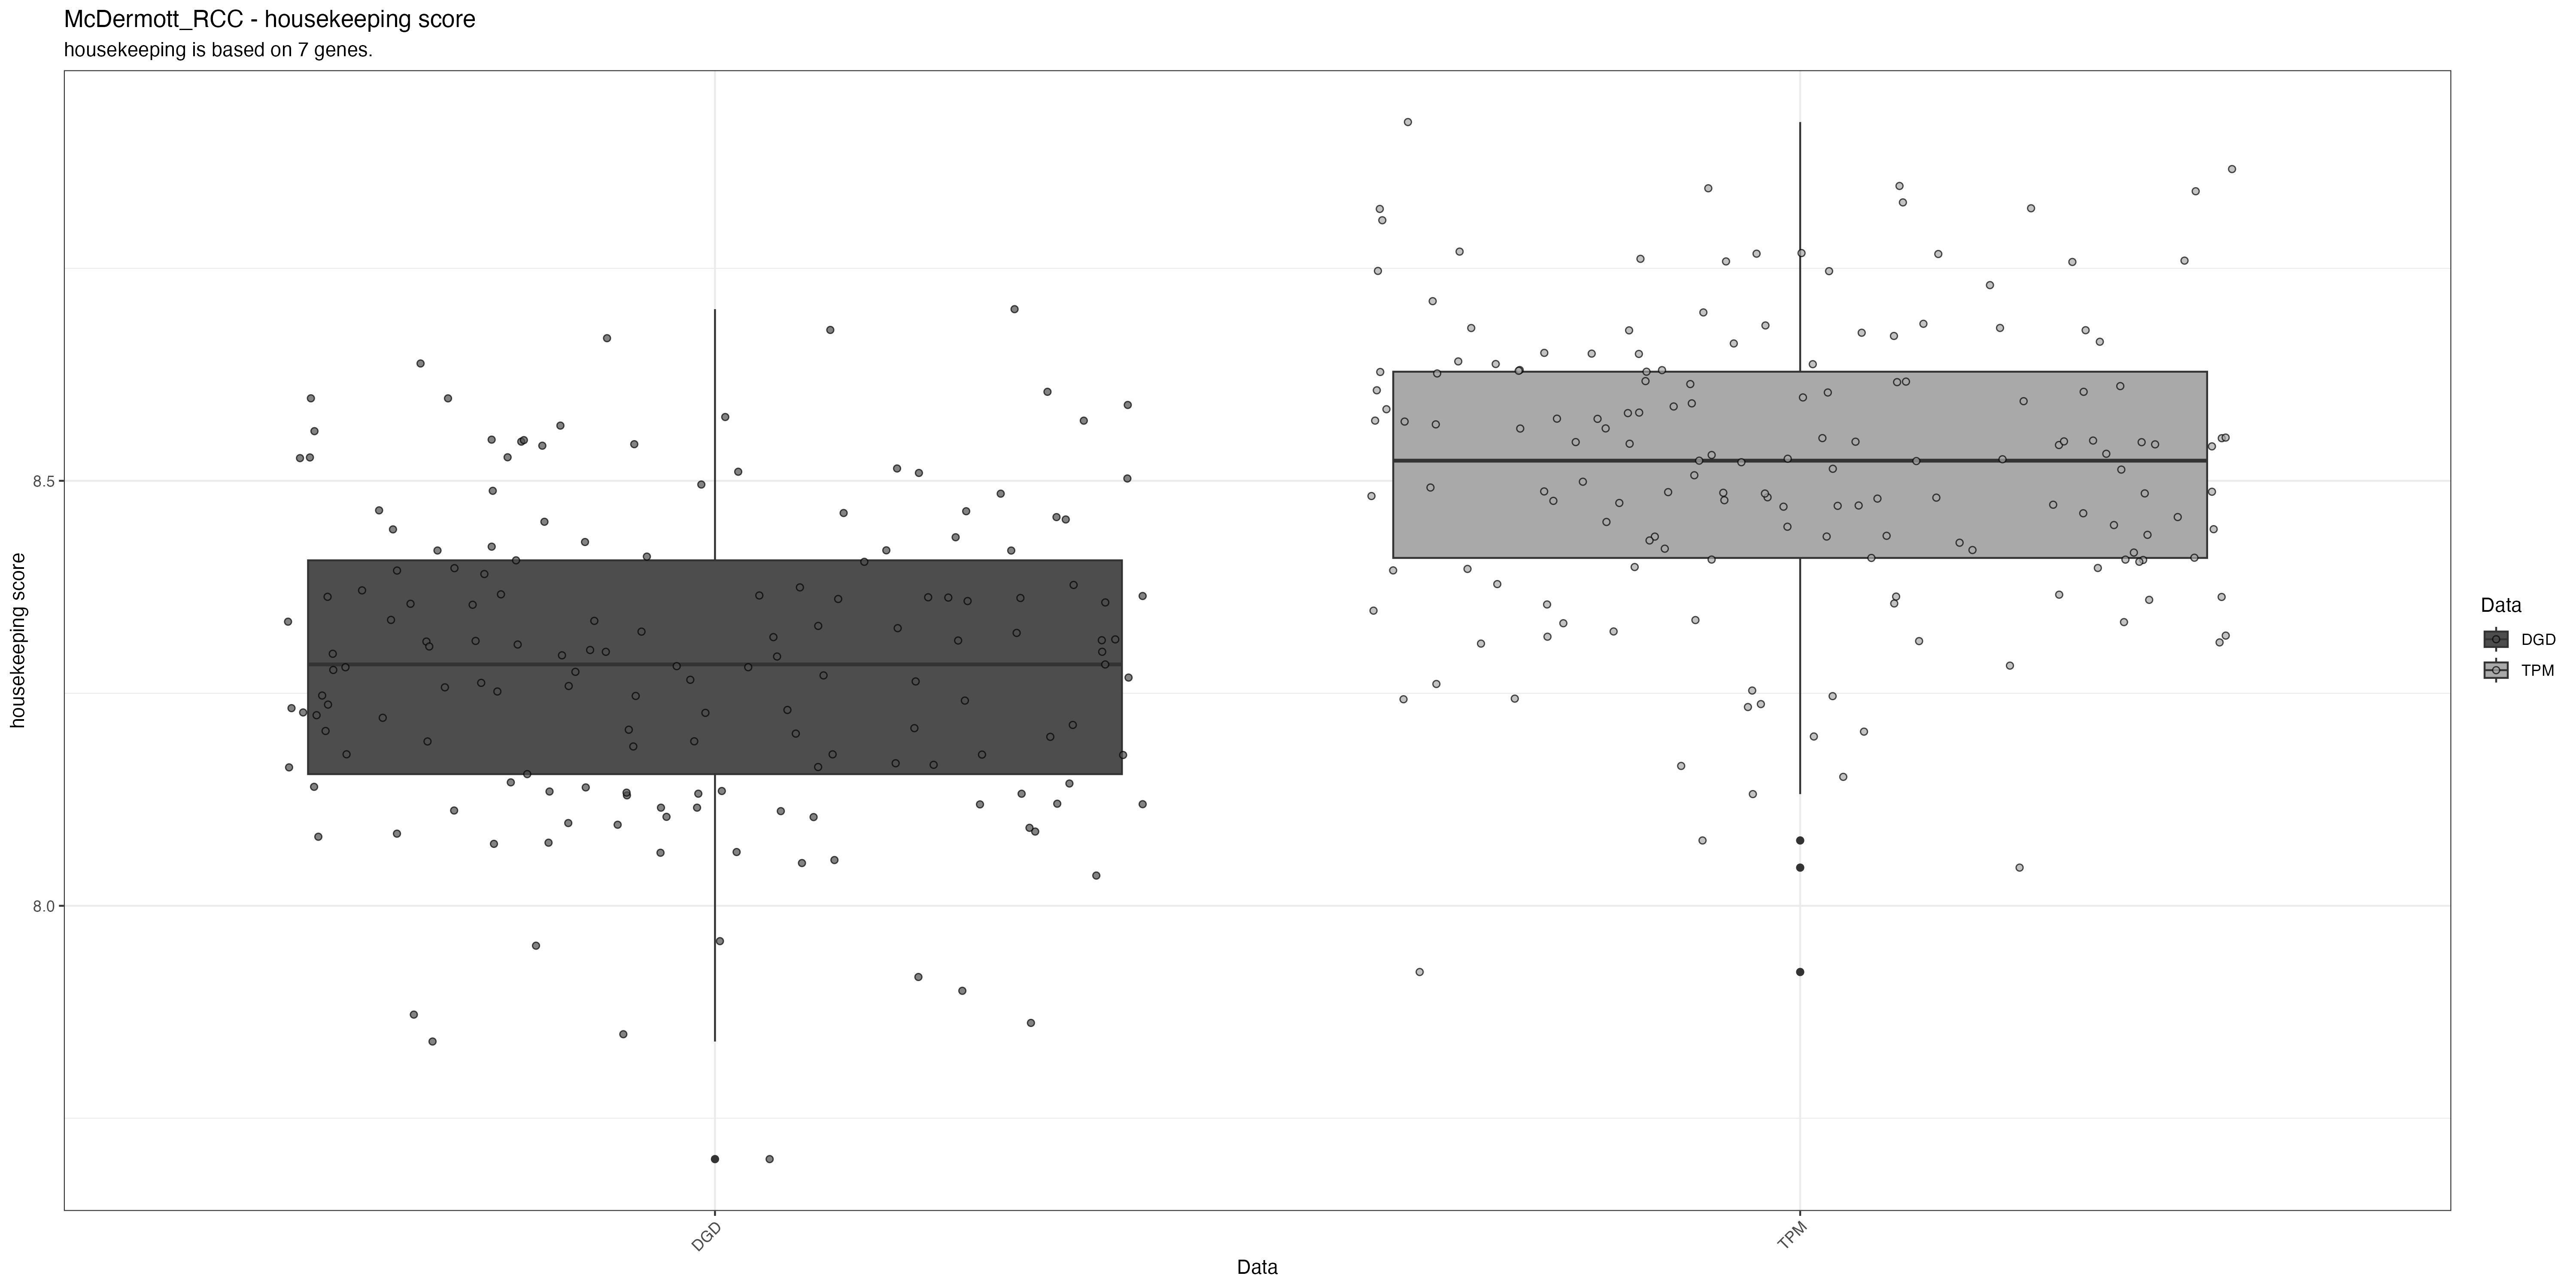 McDermott_RCC - housekeeping score
housekeeping is based on 7 genes.
housekeeping score
8.5
8.0
DGD
TPM
Data
Data
DGD
TPM